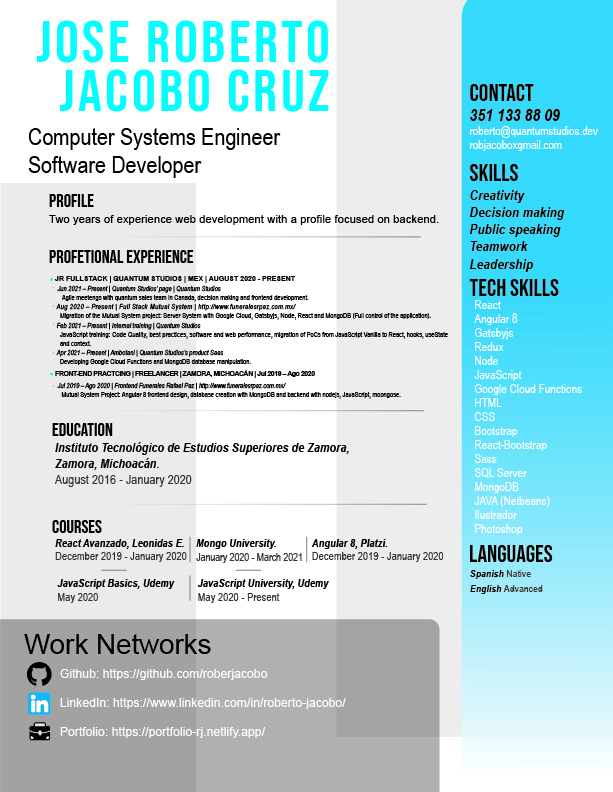 JOSE ROBERTO
JACOBO CRUZ
Computer Systems Engineer
Software Developer
PROFILE
Two years of experience web development with a profile focused on backend.
PROFETIONAL EXPERIENCE
JR FULLSTACK | QUANTUM STUDIOS | MEX | AUGUST 2020 - PRESENT
Jun 2021 – Present | Quantum Studios' page | Quantum Studios
Agile meetengs with quantum sales team in Canada, decision making and frontend development.
Aug 2020 – Present | Full Stack Mutual System | http://www.funeralesrpaz.com.mx/
Migration of the Mutual System project: Server System with Google Cloud, Gatsbyjs, Node, React and MongoDB (Full control of the application).
Feb 2021 – Present | Internal training | Quantum Studios
JavaScript training: Code Quality, best practices, software and web performance, migration of PoCs from JavaScript Vanilla to React, hooks, useState
and context.
Apr 2021 – Present | Ambotani | Quantum Studios's product Saas
Developing Google Cloud Functions and MongoDB database manipulation.
FRONT-END PRACTCING | FREELANCER | ZAMORA, MICHOACÁN | Jul 2019 – Ago 2020
Jul 2019 – Ago 2020 | Frontend Funerales Rafael Paz | http://www.funeralesrpaz.com.mx/
Mutual System Project: Angular 8 frontend design, database creation with MongoDB and backend with nodejs, JavaScript, moongose.
EDUCATION
Instituto Tecnológico de Estudios Superiores de Zamora,
Zamora, Michoacán.
August 2016 - January 2020
COURSES
React Avanzado, Leonidas E.
December 2019 - January 2020
Mongo University.
January 2020 - March 2021
Angular 8, Platzi.
December 2019 - January 2020
JavaScript Basics, Udemy
May 2020
JavaScript University, Udemy
May 2020 - Present
Work Networks
Github: https://github.com/roberjacobo
LinkedIn: https://www.linkedin.com/in/roberto-jacobo/
Portfolio: https://portfolio-rj.netlify.app/
CONTACT
351 133 88 09
roberto@quantumstudios.dev
robjacoboxgmail.com
SKILLS
Creativity
Decision making
Public speaking
Teamwork
Leadership
TECH SKILLS
React
Angular 8
Gatsbyjs
Redux
Node
JavaScript
Google Cloud Functions
HTML
CSS
Bootstrap
React-Bootstrap
Sass
SQL Server
MongoDB
JAVA (Netbeans)
Ilustrador
Photoshop
LANGUAGES
Spanish Native
English Advanced